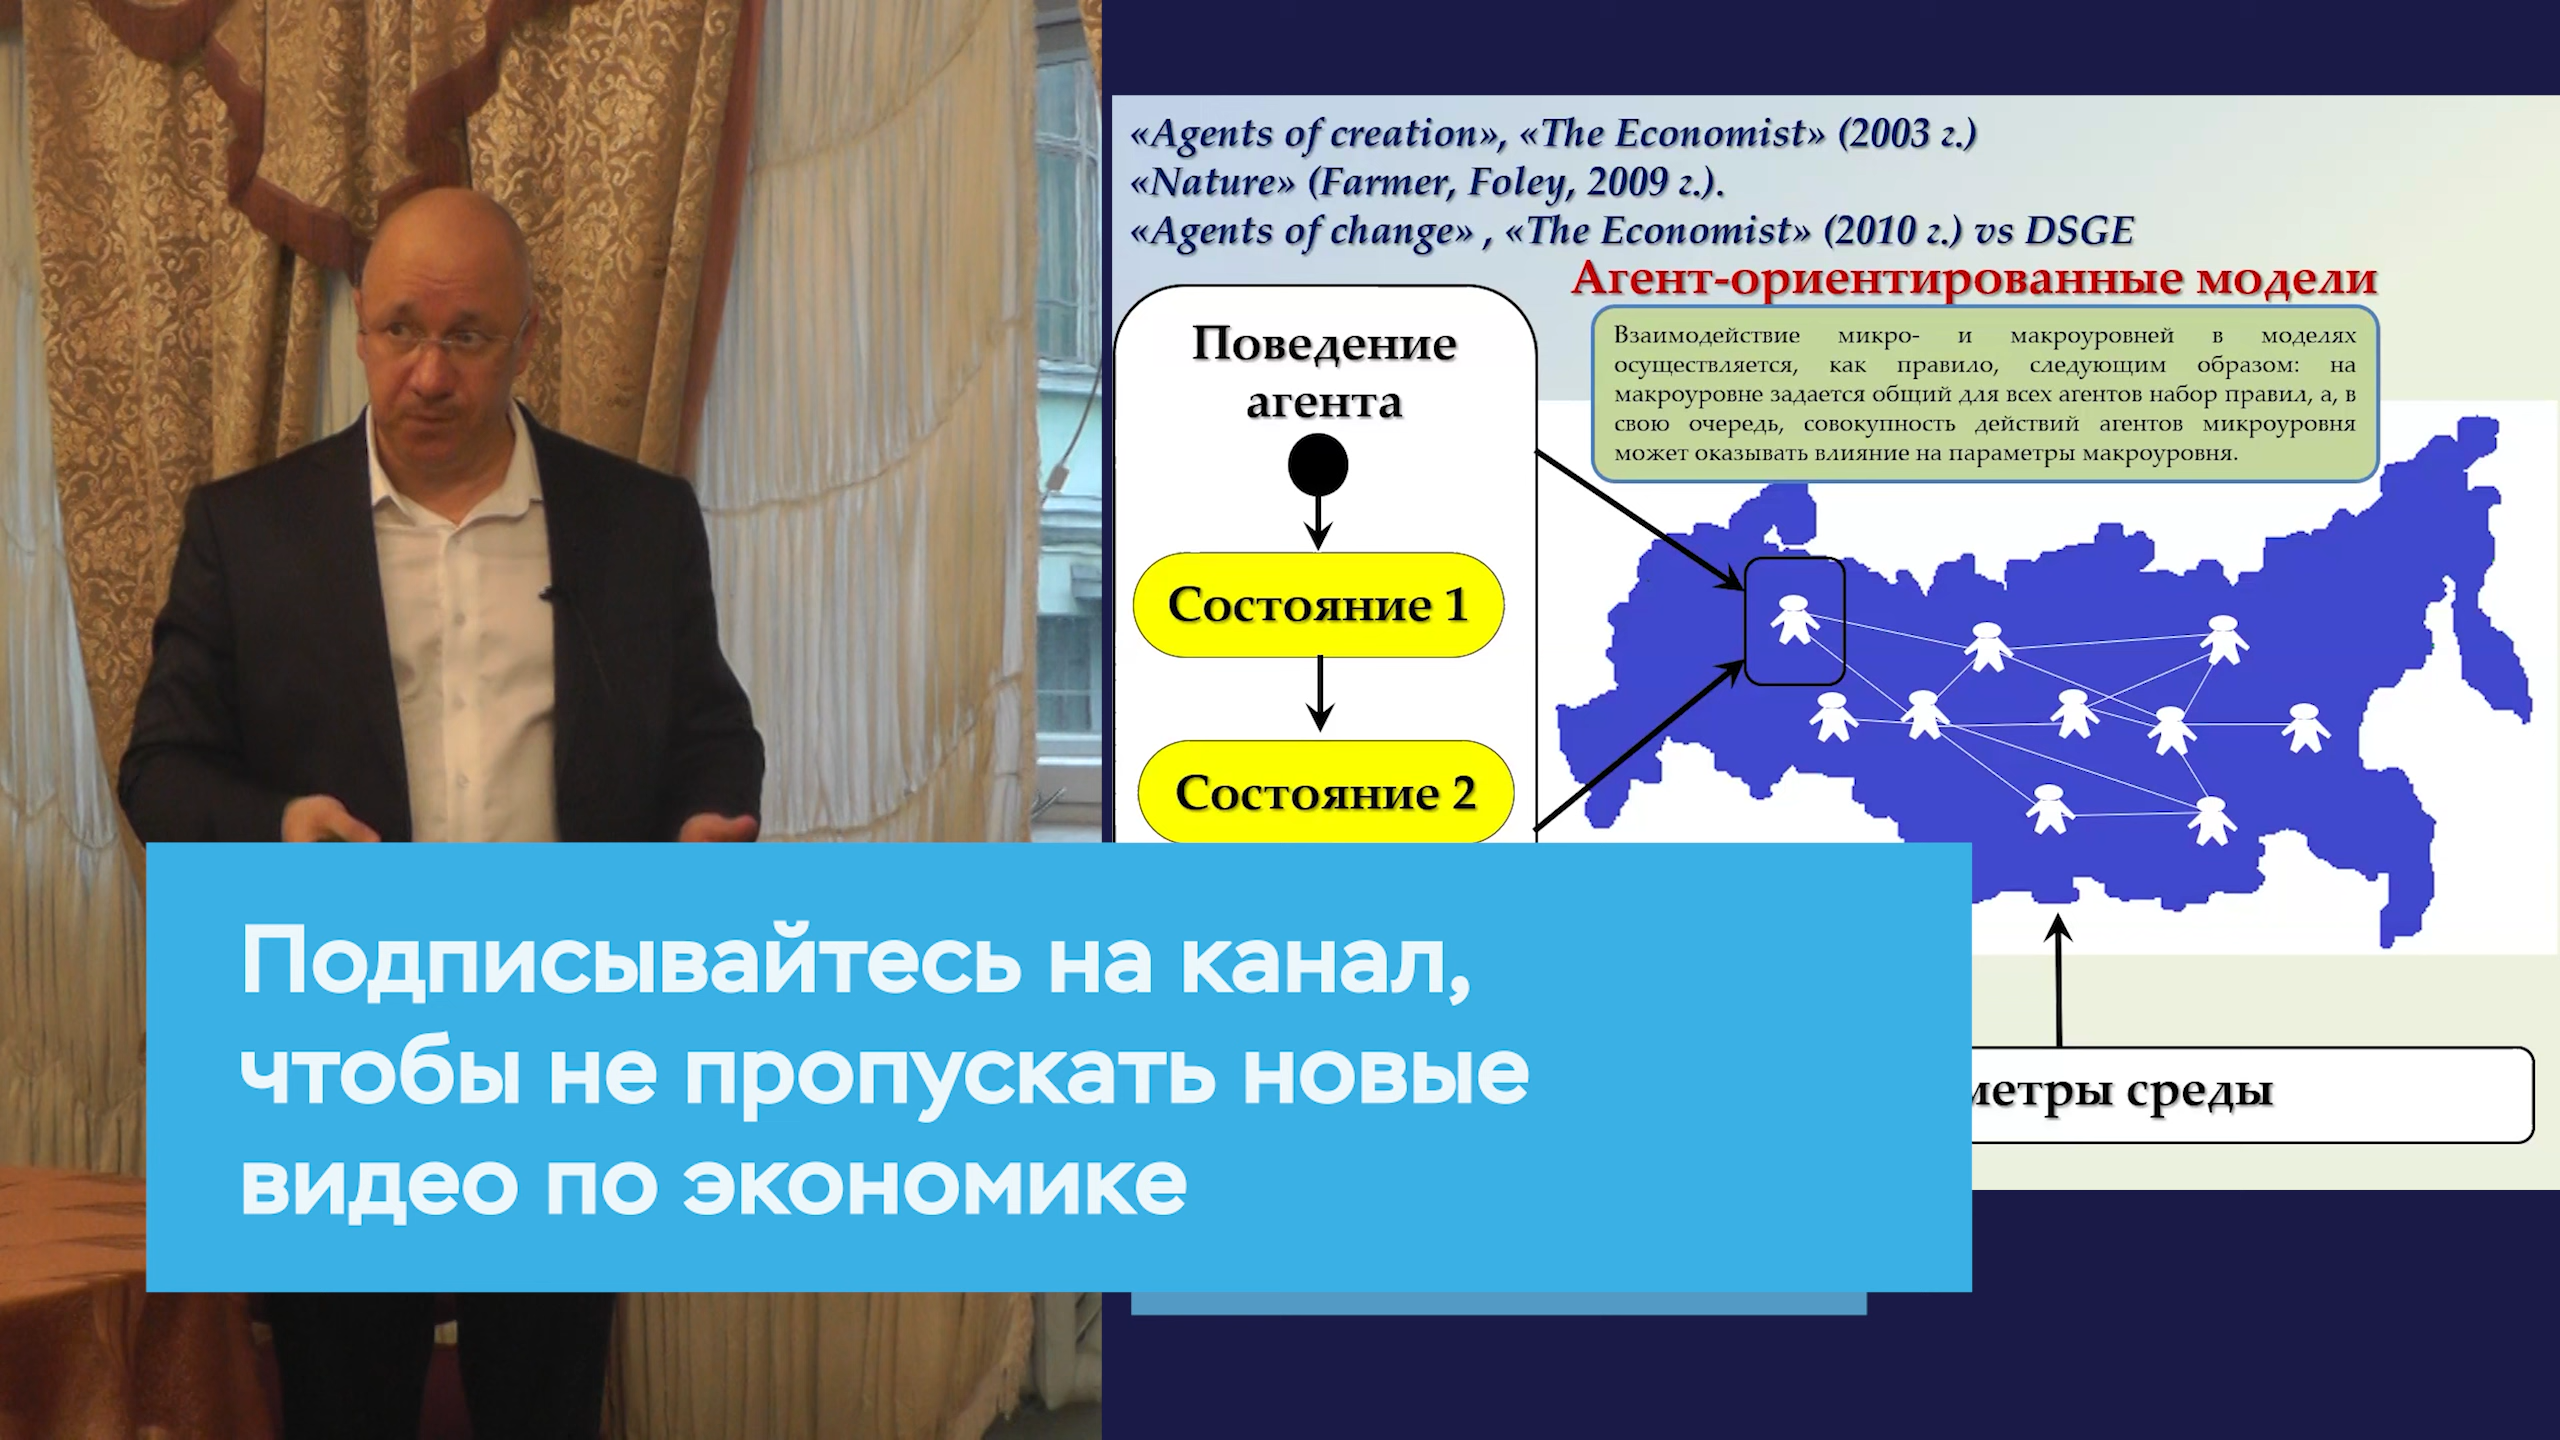 «Agents of creation», «The Economist» (2003 г.)
«Nature» (Farmer, Foley, 2009 г.).
«Agents of change» , «The Economist» (2010 г.) vs DSGE
Агент-ориентированные модели
Взаимодействие микро- и макроуровней в моделях
осуществляется, как правило, следующим образом: на
макроуровне задается общий для всех агентов набор правил, а, в
свою очередь, совокупность действий агентов микроуровня
может оказывать влияние на параметры макроуровня.
Поведение
агента
Состояние 1
Состояние 2
метры среды
Подписывайтесь на канал,
чтобы не пропускать новые
видео по экономике